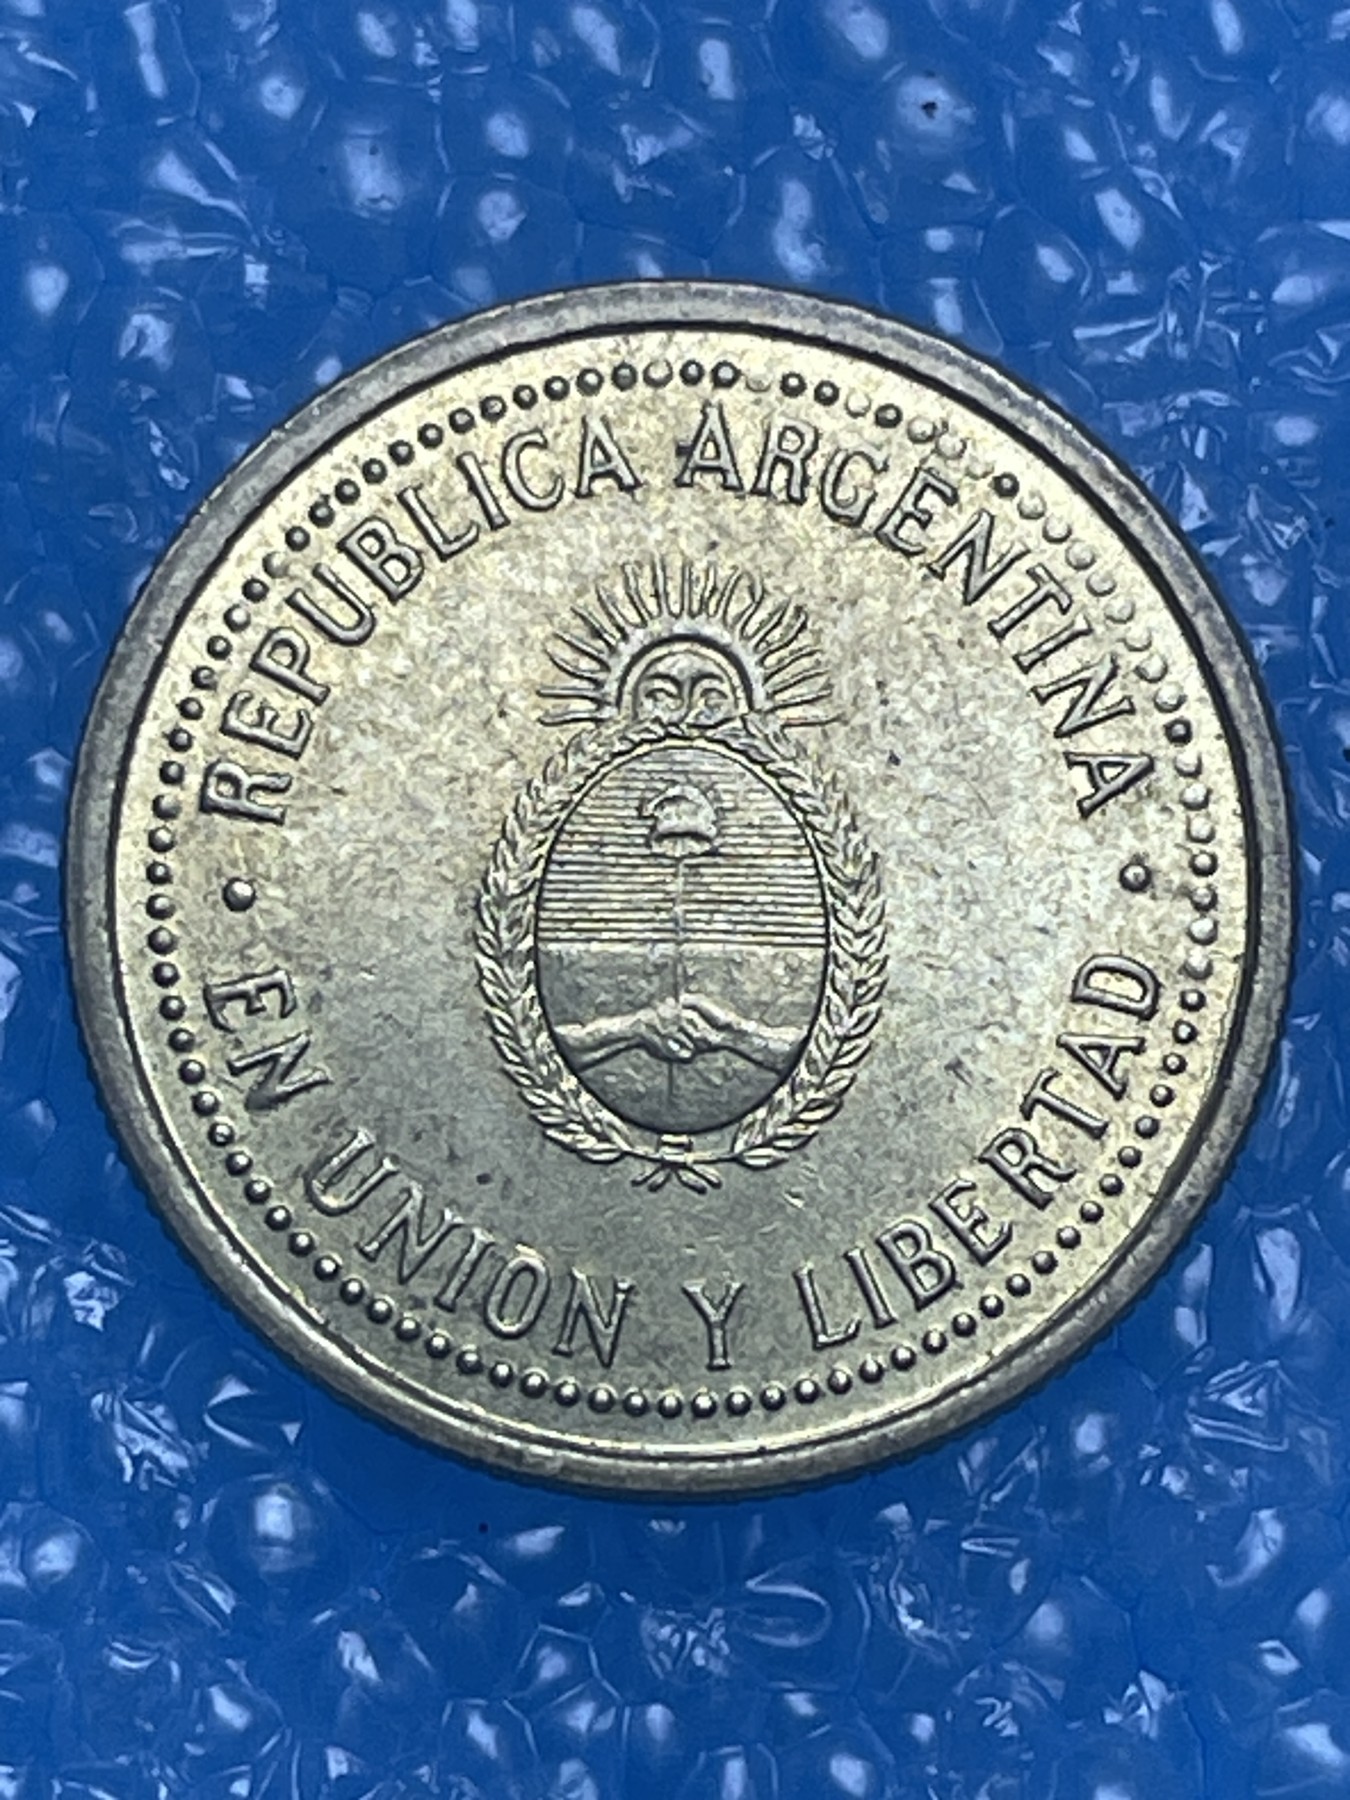 REPUBLICA ARGENTINA
• EN UNION Y LIBERTAD •